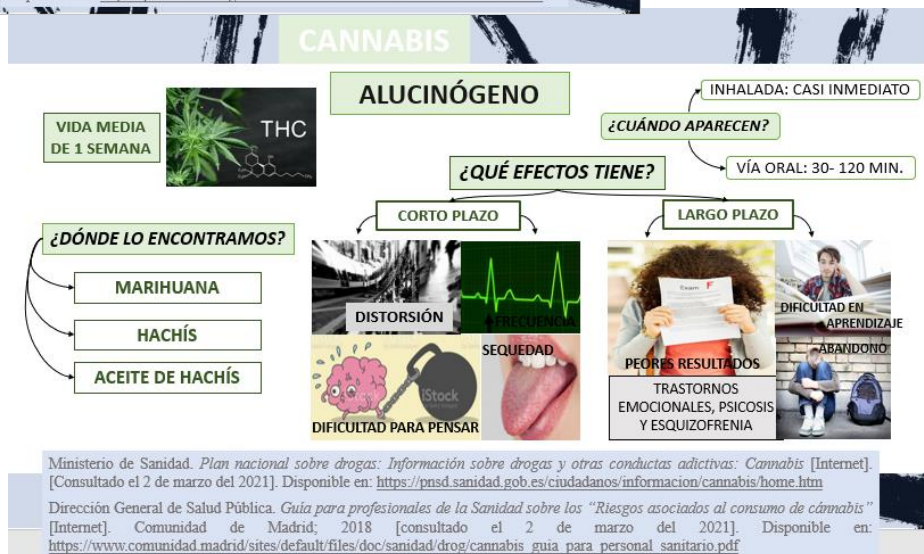 CANNABIS
ALUCINÓGENO
INHALADA: CASI INMEDIATO
¿CUÁNDO APARECEN?
VÍA ORAL: 30- 120 MIN.
VIDA MEDIA
DE 1 SEMANA
THC
¿QUÉ EFECTOS TIENE?
CORTO PLAZO
LARGO PLAZO
¿DÓNDE LO ENCONTRAMOS?
MARIHUANA
HACHÍS
ACEITE DE HACHÍS
DISTORSIÓN
FRECUENCIA
DIFICULTAD PARA PENSAR
iStock
SEQUEDAD
Exam F
PEORES RESULTADOS
DIFICULTAD EN
APRENDIZAJE
ABANDONO
TRASTORNOS
EMOCIONALES, PSICOSIS
Y ESQUIZOFRENIA
Ministerio de Sanidad. Plan nacional sobre drogas: Información sobre drogas y otras conductas adictivas: Cannabis [Internet].
[Consultado el 2 de marzo del 2021]. Disponible en: https://pnsd.sanidad.gob.es/ciudadanos/informacion/cannabis/home.htm
Dirección General de Salud Pública. Guía para profesionales de la Sanidad sobre los “Riesgos asociados al consumo de cánnabis”
[Internet]. Comunidad de Madrid; 2018 [consultado el 2 de marzo del 2021]. Disponible en:
https://www.comunidad.madrid/sites/default/files/doc/sanidad/drog/cannabis_guia_para_personal_sanitario.pdf